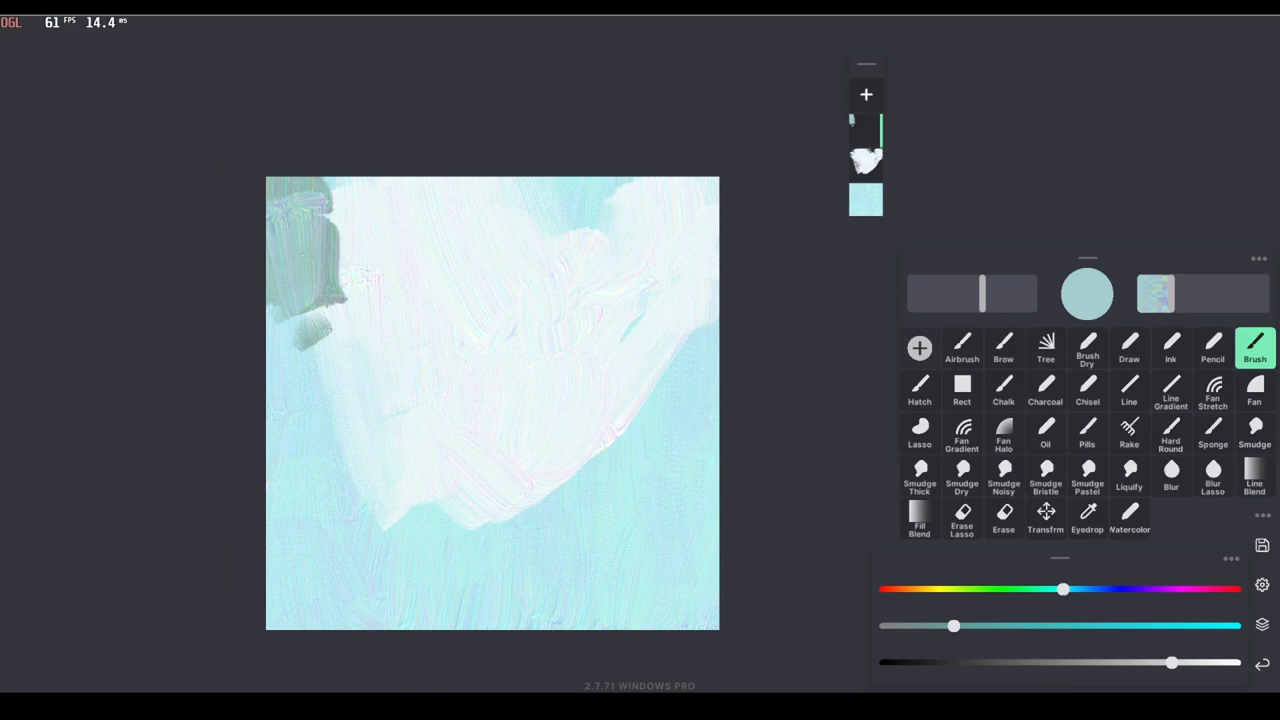 OGL 61 FPS 14.4 ms
Airbrush Brow Tree Brush Dry Draw Ink Pencil Brush
Hatch Rect Chalk Charcoal Chisel Line Line Gradient Fan Stretch Fan
Lasso Fan Gradient Fan Halo Oil Pills Rake Hard Round Sponge Smudge
Smudge Thick Smudge Dry Smudge Noisy Smudge Bristle Smudge Pastel Liquify Blur Blur Lasso Line Blend
Fill Blend Erase Lasso Erase Transfrm Eyedrop Watercolor
2.7.71 WINDOWS PRO